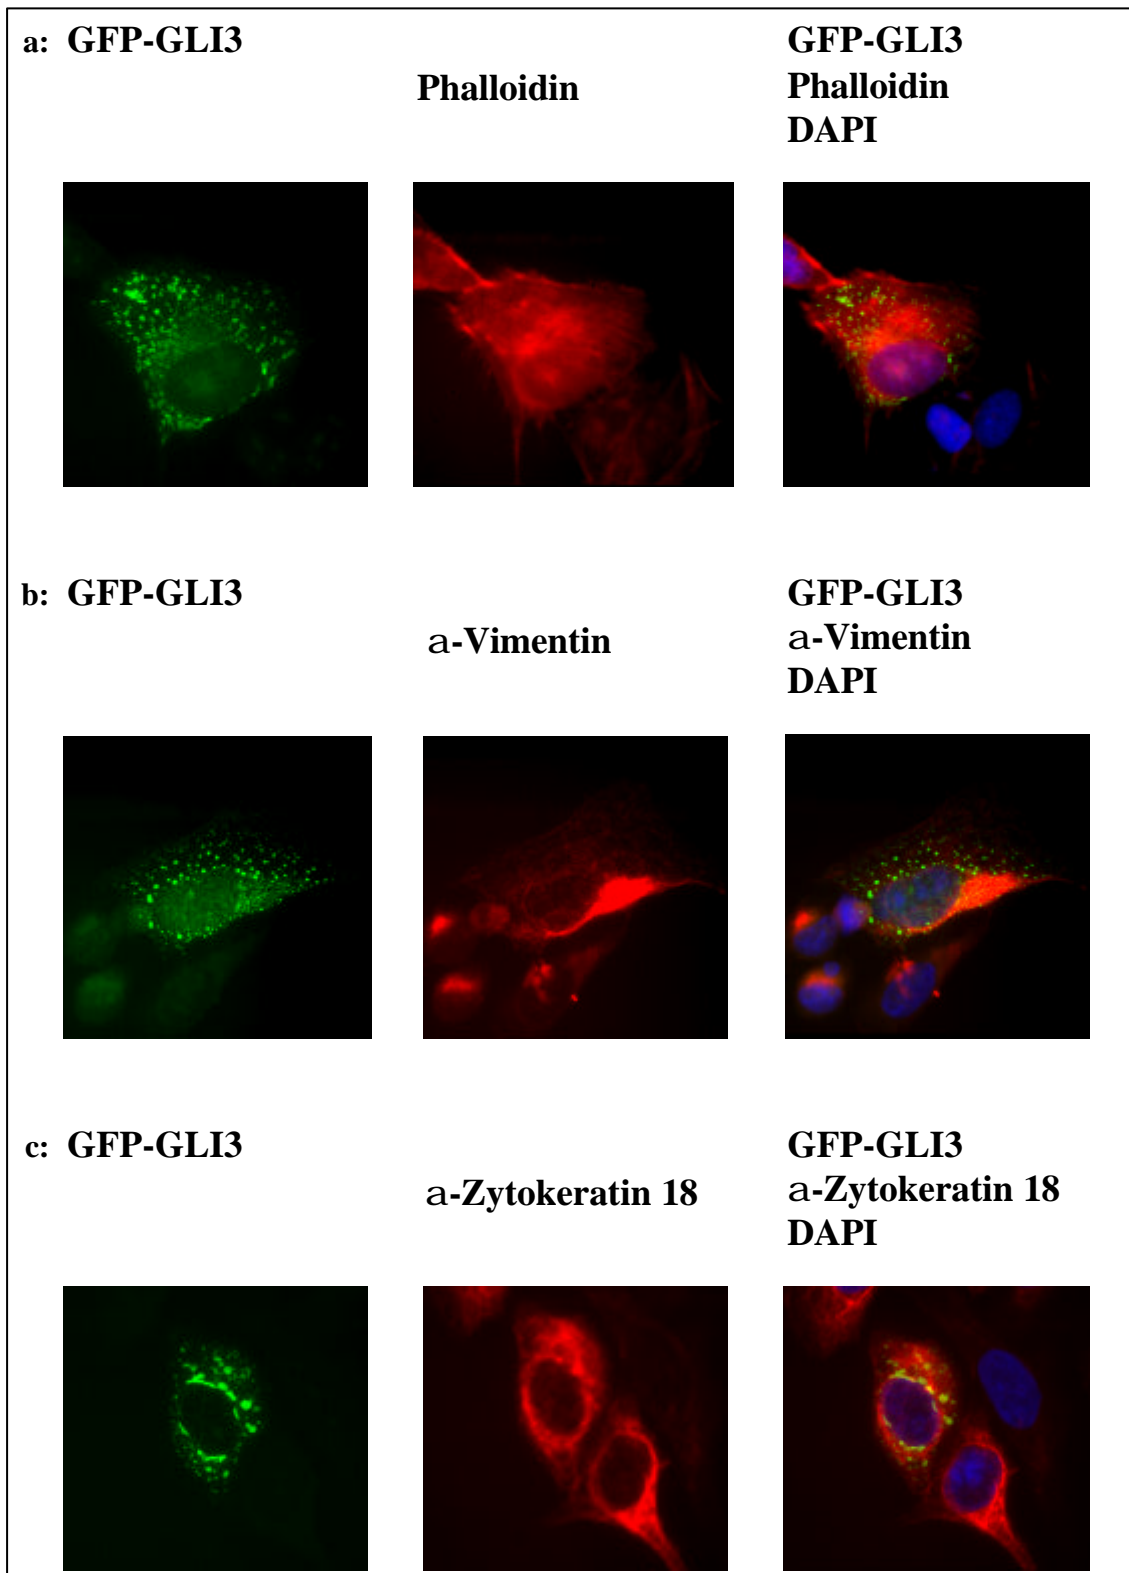 a: GFP-GLI3
Phalloidin
GFP-GLI3
Phalloidin
DAPI
b: GFP-GLI3
a-Vimentin
GFP-GLI3
a-Vimentin
DAPI
c: GFP-GLI3
a-Zytokeratin 18
GFP-GLI3
a-Zytokeratin 18
DAPI